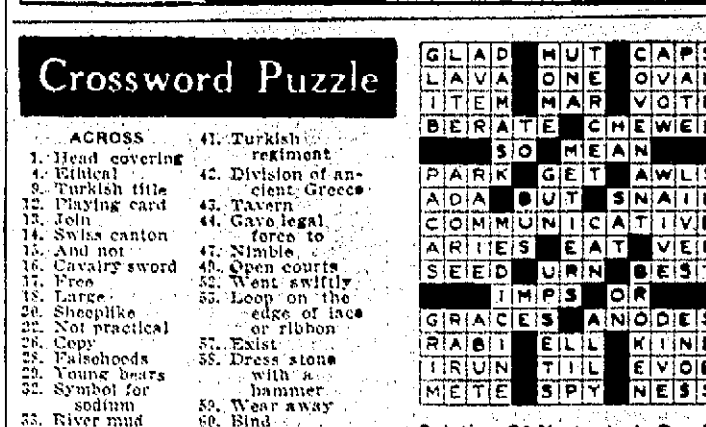 Crossword Puzzle
ACROSS
1. Head covering
4. Ethical
9. Turkish title
12. Playing card
13. Join
14. Swiss canton
15. And not
16. Cavalry sword
17. Free
18. Large
20. Sheeplike
22. Not practical
26. Copy
28. Falsehoods
29. Young bears
32. Symbol for
sodium
33. River mud
41. Turkish
regiment
42. Division of an-
cient Greece
43. Tavern
44. Gave legal
force to
47. Nimble
49. Open courts
52. Went swiftly
53. Loop on the
edge of lace
or ribbon
57. Exist
58. Dress stone
with a
hammer
59. Wear away
60. Bind
GLAD HUT CAPS
LAVA ONE OVAL
ITEM MAR VOTE
BERATE CHEWED
SO MEAN
PARK GET AWLS
ADA BUT SNAIL
COMMUNICATIVE
ARIES EAT VEE
SEED URN BEST
IMPS OR
GRACES ANODES
RABI ELL KINE
IRUN TIL EVOE
METE SPY NESS